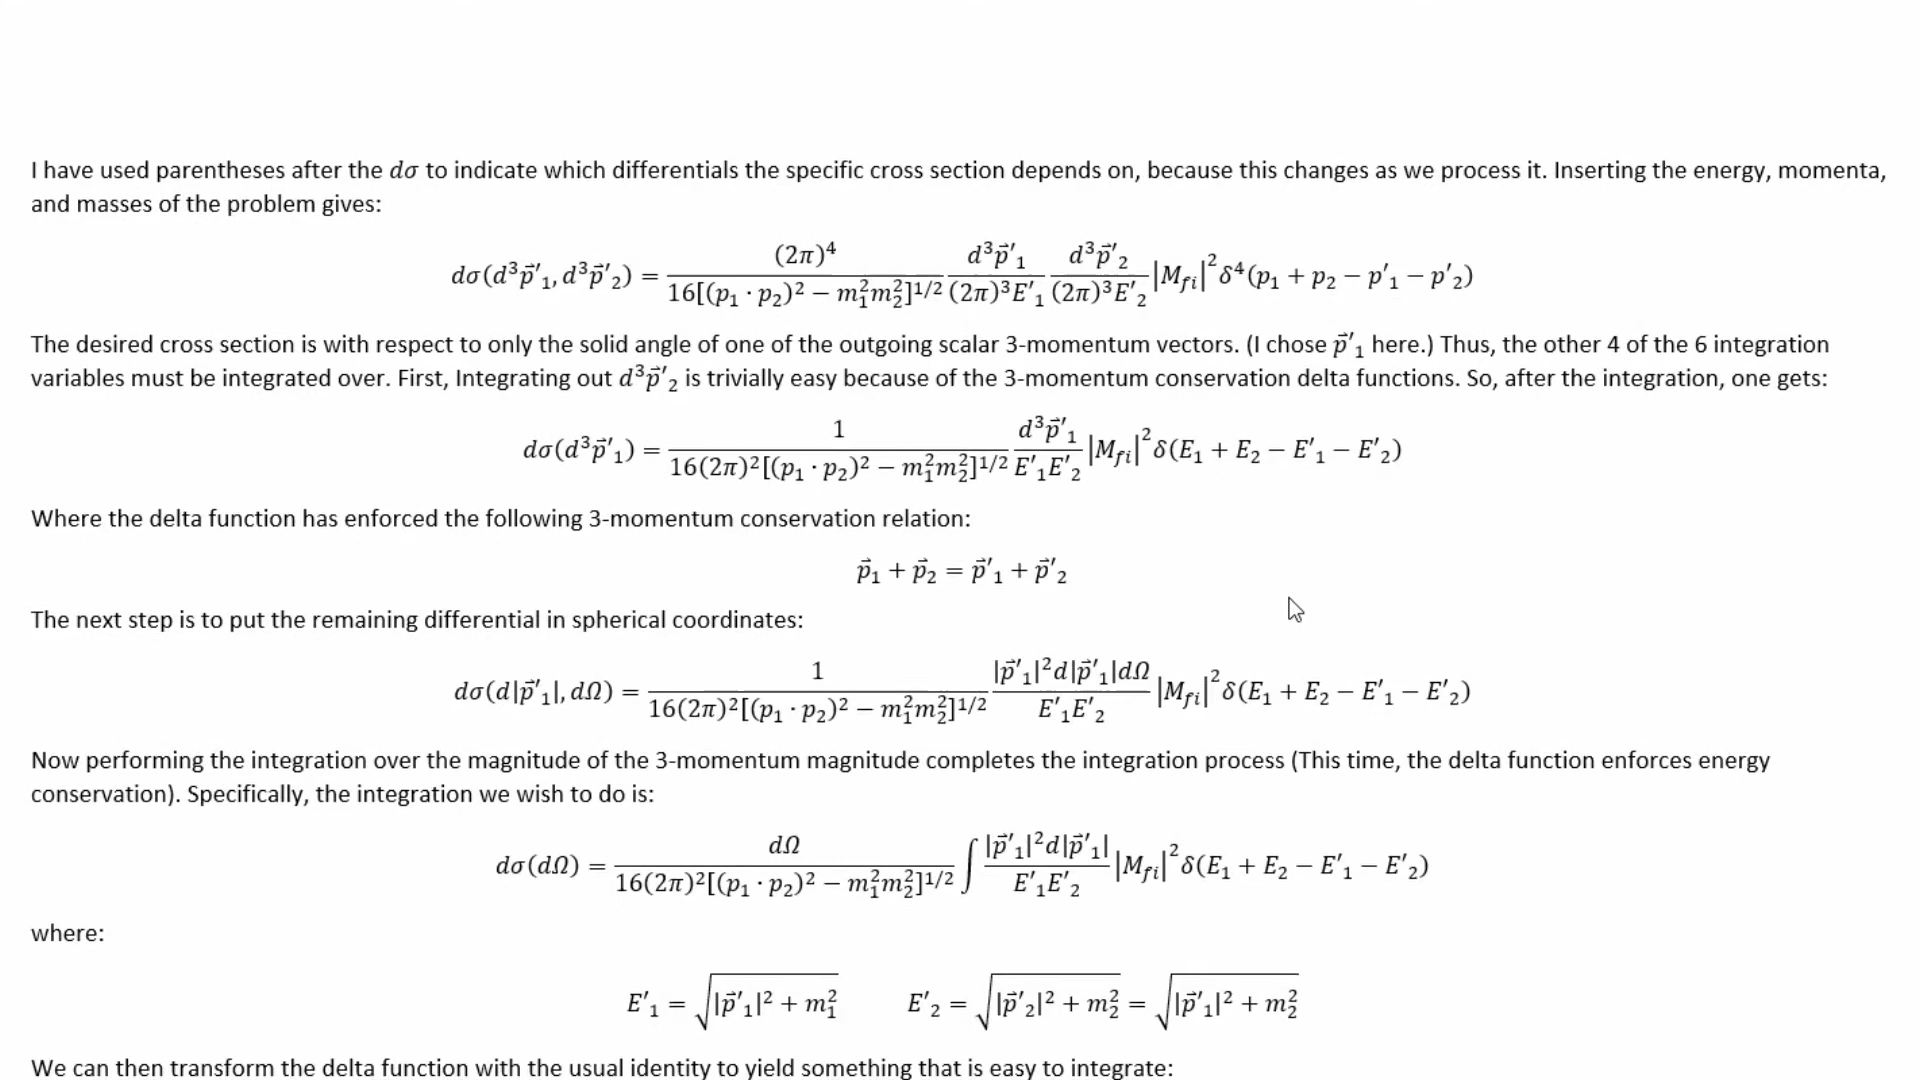 I have used parentheses after the dσ to indicate which differentials the specific cross section depends on, because this changes as we process it. Inserting the energy, momenta,
and masses of the problem gives:
dσ(d³p⃗′₁, d³p⃗′₂) = (2π)⁴ / 16[(p₁ · p₂)² − m₁²m₂²]^1/2 d³p⃗′₁ / (2π)³E′₁ d³p⃗′₂ / (2π)³E′₂ |M_fi|² δ⁴(p₁ + p₂ − p′₁ − p′₂)
The desired cross section is with respect to only the solid angle of one of the outgoing scalar 3-momentum vectors. (I chose p⃗′₁ here.) Thus, the other 4 of the 6 integration
variables must be integrated over. First, Integrating out d³p⃗′₂ is trivially easy because of the 3-momentum conservation delta functions. So, after the integration, one gets:
dσ(d³p⃗′₁) = 1 / 16(2π)²[(p₁ · p₂)² − m₁²m₂²]^1/2 d³p⃗′₁ / E′₁E′₂ |M_fi|² δ(E₁ + E₂ − E′₁ − E′₂)
Where the delta function has enforced the following 3-momentum conservation relation:
p⃗₁ + p⃗₂ = p⃗′₁ + p⃗′₂
The next step is to put the remaining differential in spherical coordinates:
dσ(d|p⃗′₁|, dΩ) = 1 / 16(2π)²[(p₁ · p₂)² − m₁²m₂²]^1/2 |p⃗′₁|²d|p⃗′₁|dΩ / E′₁E′₂ |M_fi|² δ(E₁ + E₂ − E′₁ − E′₂)
Now performing the integration over the magnitude of the 3-momentum magnitude completes the integration process (This time, the delta function enforces energy
conservation). Specifically, the integration we wish to do is:
dσ(dΩ) = dΩ / 16(2π)²[(p₁ · p₂)² − m₁²m₂²]^1/2 ∫ |p⃗′₁|²d|p⃗′₁| / E′₁E′₂ |M_fi|² δ(E₁ + E₂ − E′₁ − E′₂)
where:
E′₁ = √(|p⃗′₁|² + m₁²) E′₂ = √(|p⃗′₂|² + m₂²) = √(|p⃗′₁|² + m₂²)
We can then transform the delta function with the usual identity to yield something that is easy to integrate: